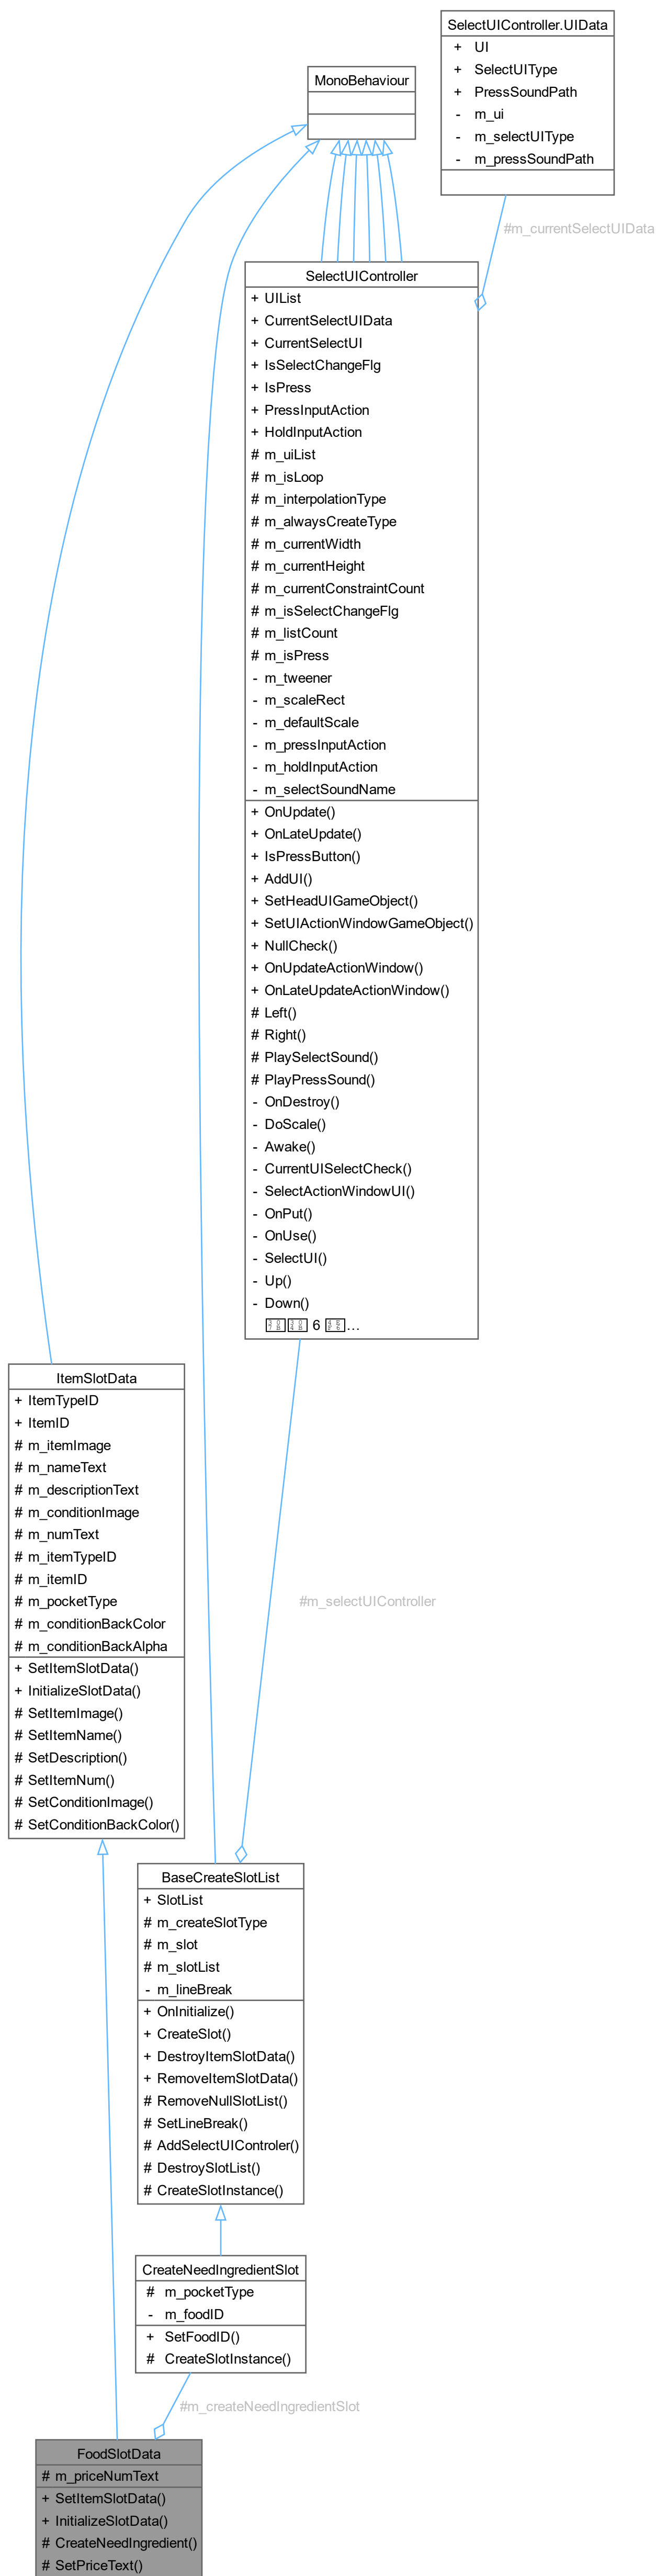 SelectUIController.UIData
+ UI
+ SelectUIType
+ PressSoundPath
- m_ui
- m_selectUIType
- m_pressSoundPath
MonoBehaviour
#m_currentSelectUIData
SelectUIController
+ UIList
+ CurrentSelectUIData
+ CurrentSelectUI
+ IsSelectChangeFlg
+ IsPress
+ PressInputAction
+ HoldInputAction
# m_uiList
# m_isLoop
# m_interpolationType
# m_alwaysCreateType
# m_currentWidth
# m_currentHeight
# m_currentConstraintCount
# m_isSelectChangeFlg
# m_listCount
# m_isPress
- m_tweener
- m_scaleRect
- m_defaultScale
- m_pressInputAction
- m_holdInputAction
- m_selectSoundName
+ OnUpdate()
+ OnLateUpdate()
+ IsPressButton()
+ AddUI()
+ SetHeadUIGameObject()
+ SetUIActionWindowGameObject()
+ NullCheck()
+ OnUpdateActionWindow()
+ OnLateUpdateActionWindow()
# Left()
# Right()
# PlaySelectSound()
# PlayPressSound()
- OnDestroy()
- DoScale()
- Awake()
- CurrentUISelectCheck()
- SelectActionWindowUI()
- OnPut()
- OnUse()
- SelectUI()
- Up()
- Down()
6 ...
ItemSlotData
+ ItemTypeID
+ ItemID
# m_itemImage
# m_nameText
# m_descriptionText
# m_conditionImage
# m_numText
# m_itemTypeID
# m_itemID
# m_pocketType
# m_conditionBackColor
# m_conditionBackAlpha
+ SetItemSlotData()
+ InitializeSlotData()
# SetItemImage()
# SetItemName()
# SetDescription()
# SetItemNum()
# SetConditionImage()
# SetConditionBackColor()
#m_selectUIController
BaseCreateSlotList
+ SlotList
# m_createSlotType
# m_slot
# m_slotList
- m_lineBreak
+ OnInitialize()
+ CreateSlot()
+ DestroyItemSlotData()
+ RemoveItemSlotData()
# RemoveNullSlotList()
# SetLineBreak()
# AddSelectUIControler()
# DestroySlotList()
# CreateSlotInstance()
CreateNeedIngredientSlot
# m_pocketType
- m_foodID
+ SetFoodID()
# CreateSlotInstance()
#m_createNeedIngredientSlot
FoodSlotData
# m_priceNumText
+ SetItemSlotData()
+ InitializeSlotData()
# CreateNeedIngredient()
# SetPriceText()